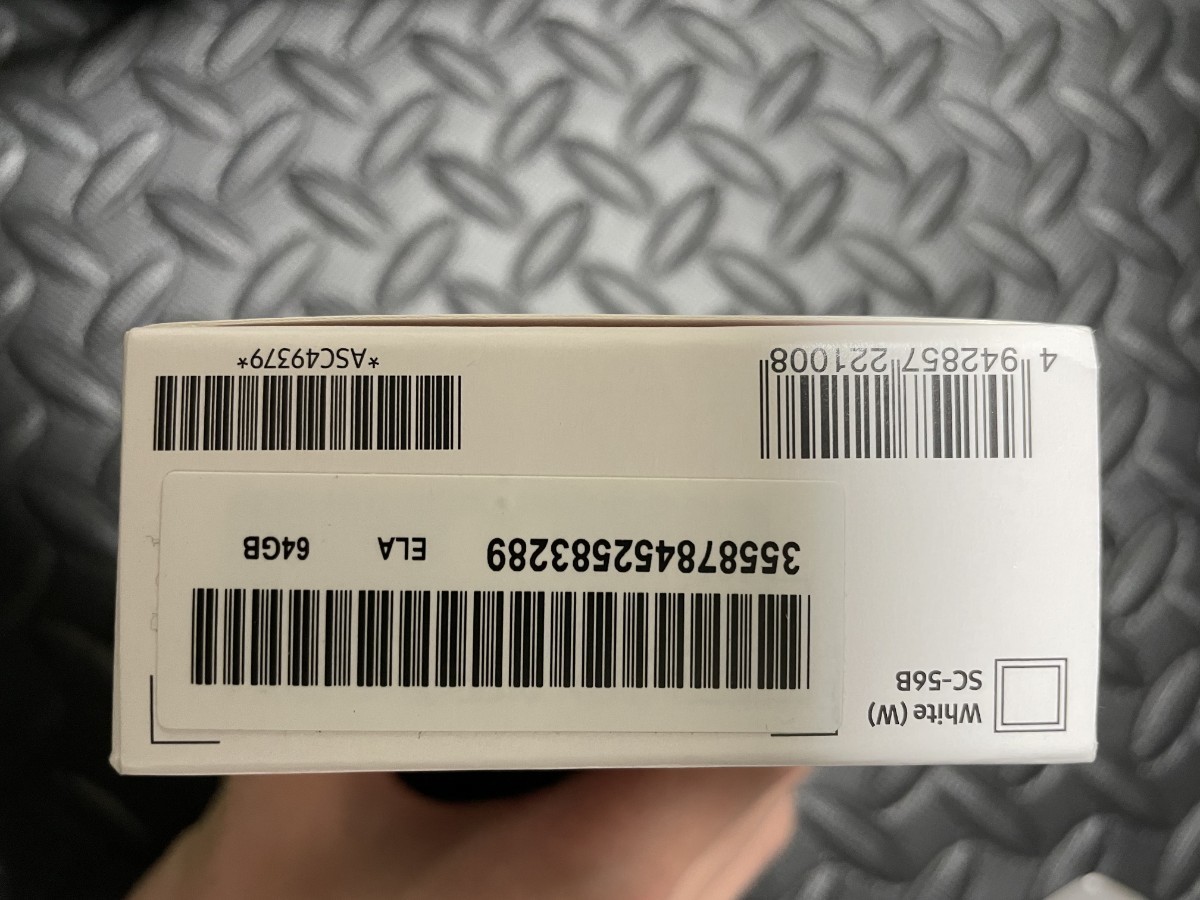 White (W)
SC-56B
355878452583289 ELA 64GB
4 942857 221008
*ASC49379*